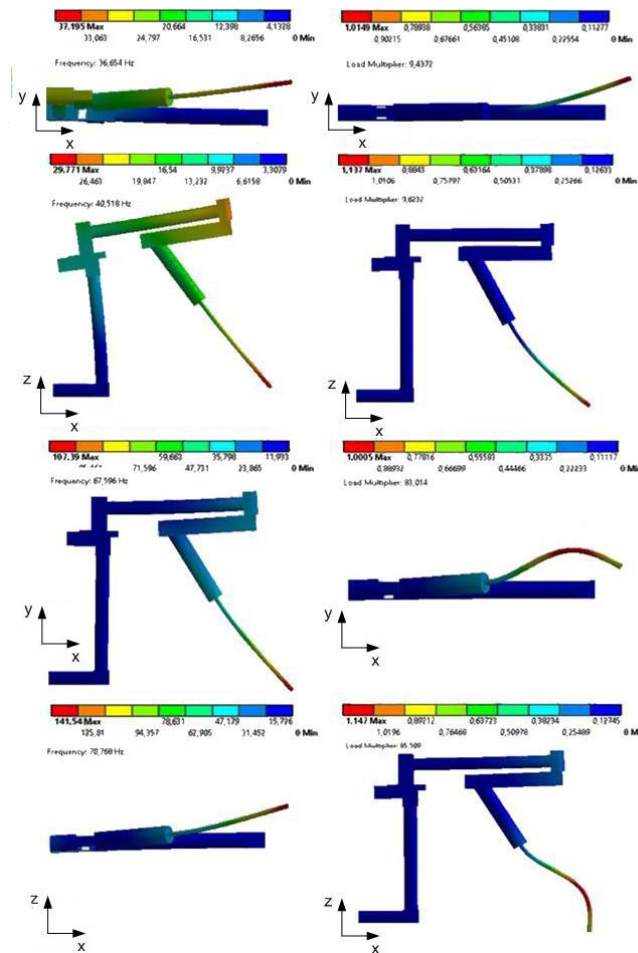 37,195 Max 20,664 12,398 4,1328
33,063 24,797 16,531 8,2656 0 Min
Frequency: 36,654 Hz
y
x
1,0149 Max 0,78938 0,56385 0,33831 0,11277
0,90215 0,67661 0,45108 0,22554 0 Min
Load Multiplier: 9,4372
y
x
29,771 Max 16,54 9,9237 3,3079
26,463 19,847 13,232 6,6158 0 Min
Frequency: 40,518 Hz
z
x
1,137 Max 0,8843 0,63164 0,37898 0,12633
1,0106 0,75797 0,50531 0,25266 0 Min
Load Multiplier: 9,6232
z
x
107.39 Max 59,663 35,798 11,933
71,596 47,731 23,865 0 Min
Frequency: 67,596 Hz
y
x
1,0005 Max 0,77816 0,55583 0,3335 0,11117
0,88932 0,66699 0,44466 0,22233 0 Min
Load Multiplier: 83,014
y
x
141,54 Max 78,631 47,179 15,726
125,81 94,357 62,905 31,452 0 Min
Frequency: 70,768 Hz
z
x
1.147 Max 0,89212 0,63723 0,38234 0,12745
1,0196 0,76468 0,50978 0,25489 0 M
Load Multiplier: 85,509
z
x